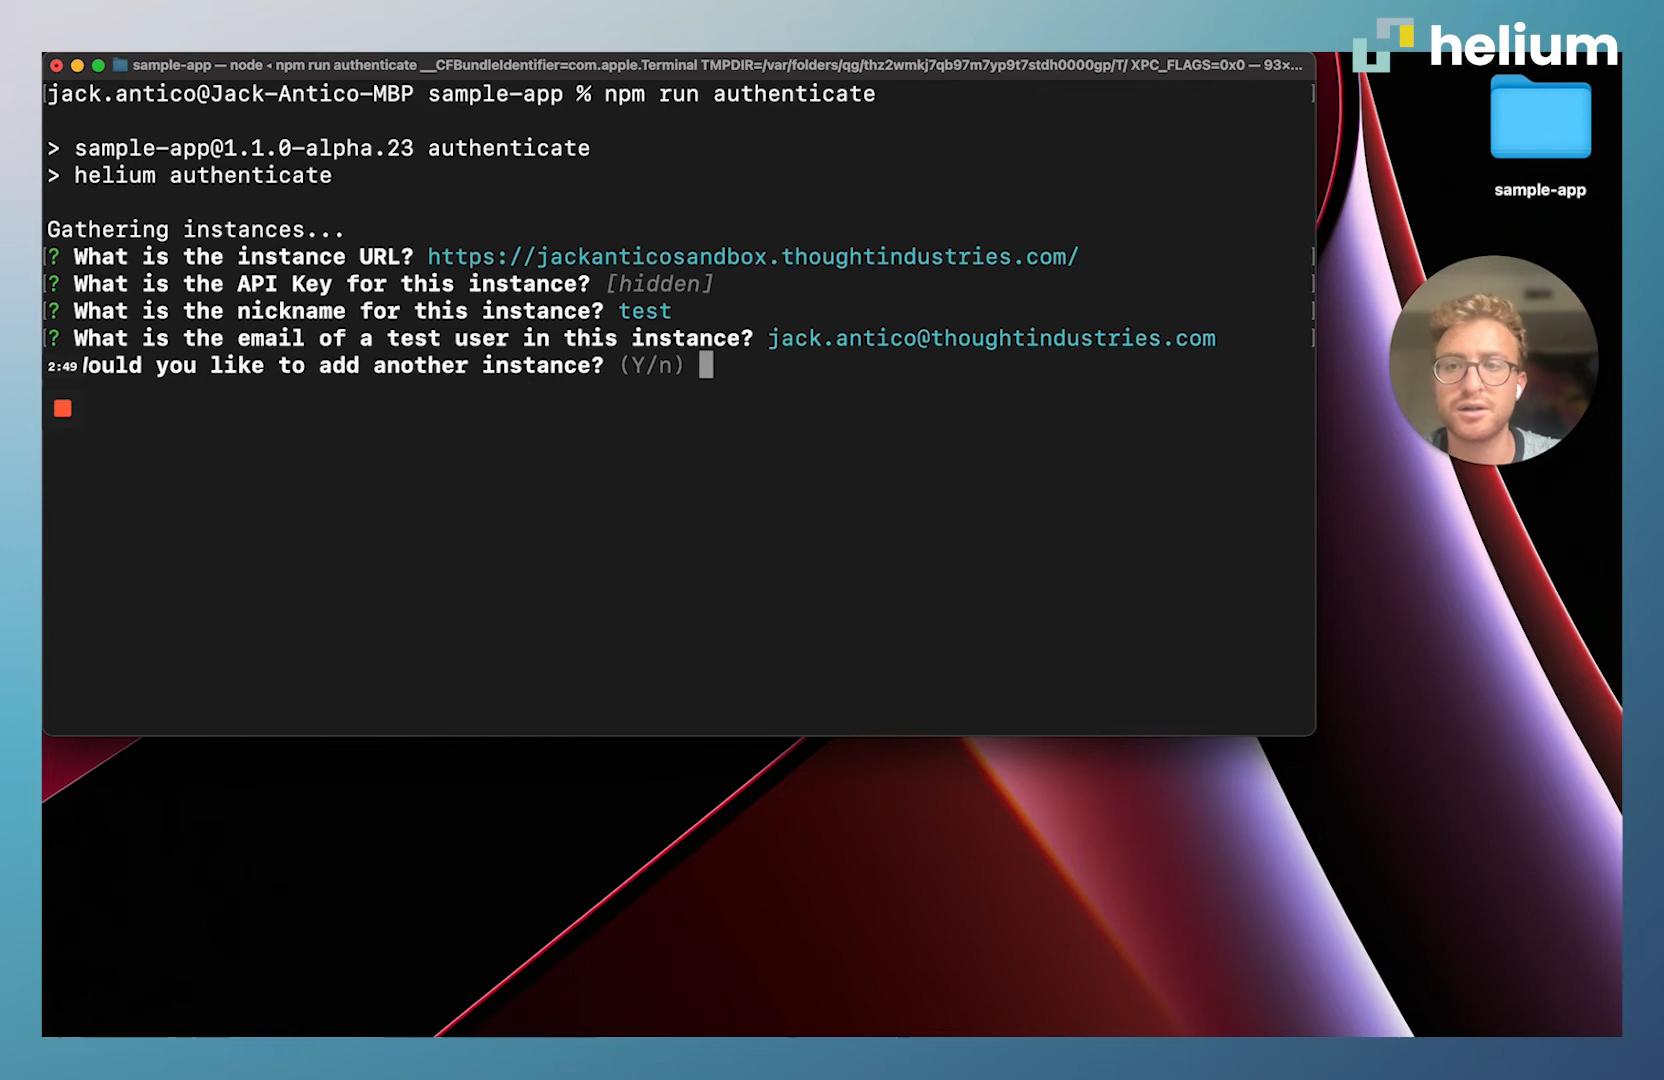 helium
sample-app — node ◂ npm run authenticate __CFBundleIdentifier=com.apple.Terminal TMPDIR=/var/folders/qg/thz2wmkj7qb97m7yp9t7stdh0000gp/T/ XPC_FLAGS=0x0 — 93×...
jack.antico@Jack-Antico-MBP sample-app % npm run authenticate
> sample-app@1.1.0-alpha.23 authenticate
> helium authenticate
Gathering instances...
? What is the instance URL? https://jackanticosandbox.thoughtindustries.com/
? What is the API Key for this instance? [hidden]
? What is the nickname for this instance? test
? What is the email of a test user in this instance? jack.antico@thoughtindustries.com
2:49 ould you like to add another instance? (Y/n)
sample-app